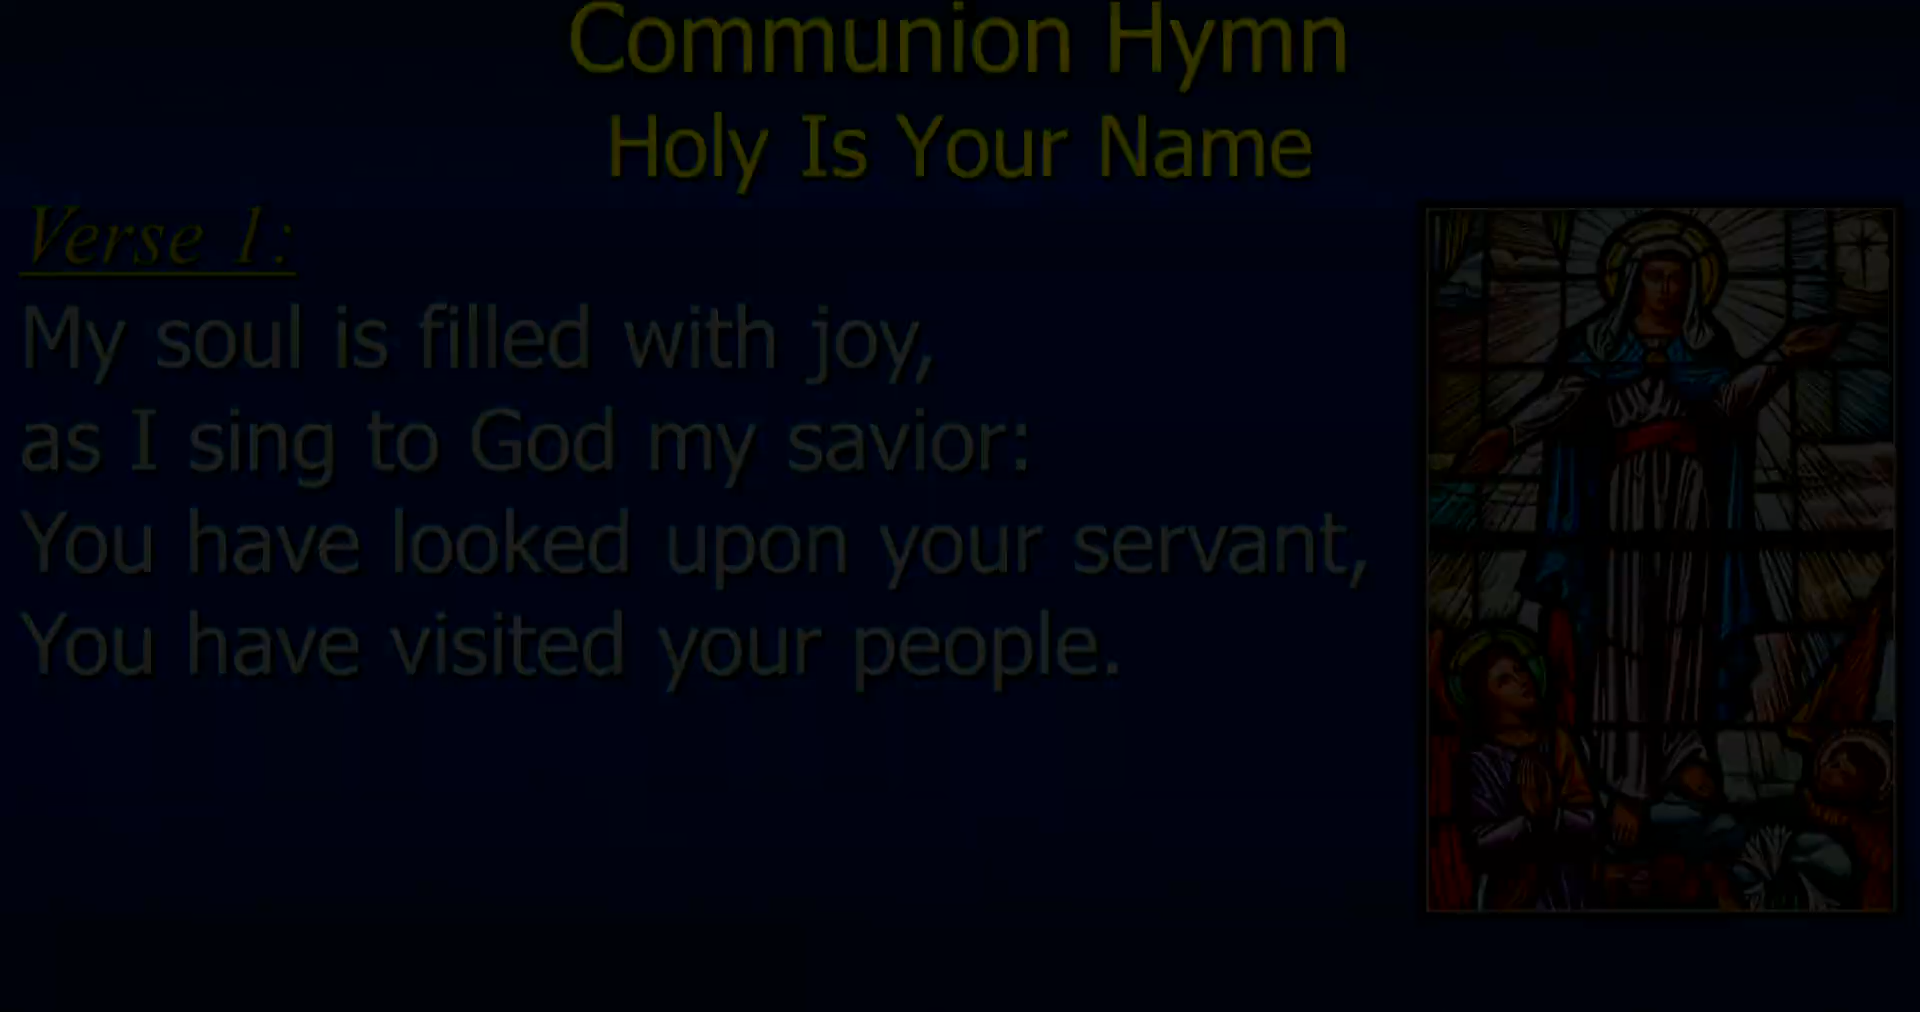 Communion Hymn
Holy Is Your Name
Verse 1:
My soul is filled with joy,
as I sing to God my savior:
You have looked upon your servant,
You have visited your people.